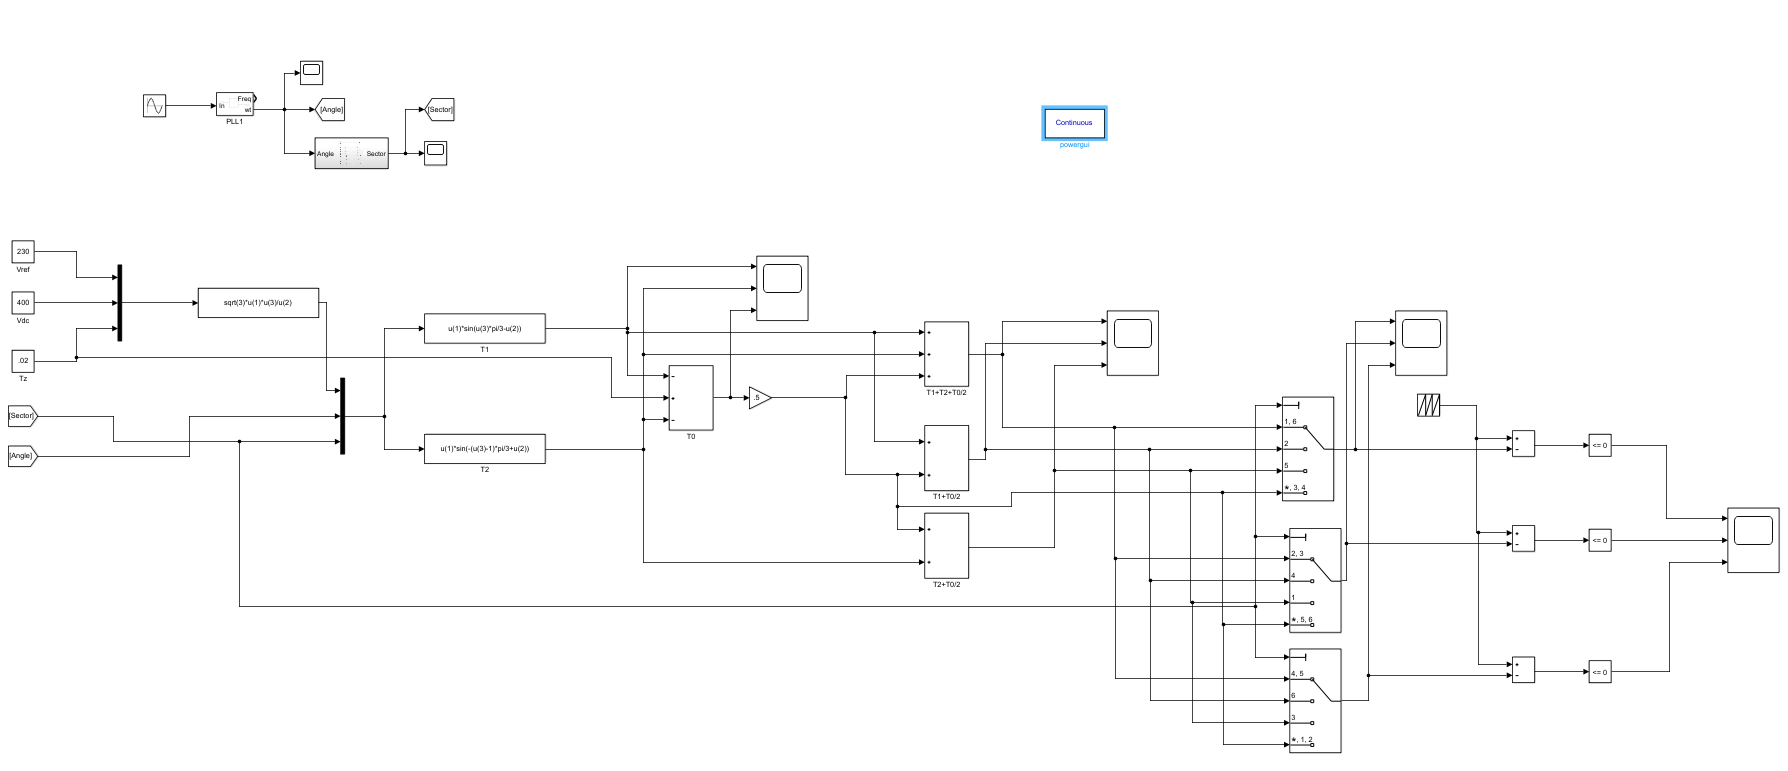 In
Freq
wt
PLL1
[Angle]
[Sector]
Angle
Sector
Continuous
powergui
230
Vref
400
Vdc
.02
Tz
[Sector]
[Angle]
sqrt(3)*u(1)*u(3)/u(2)
u(1)*sin(u(3)*pi/3-u(2))
T1
u(1)*sin(-(u(3)-1)*pi/3+u(2))
T2
T0
.5
T1+T2+T0/2
T1+T0/2
T2+T0/2
1, 6
2
5
*, 3, 4
2, 3
4
1
*, 5, 6
4, 5
6
3
*, 1, 2
<= 0
<= 0
<= 0